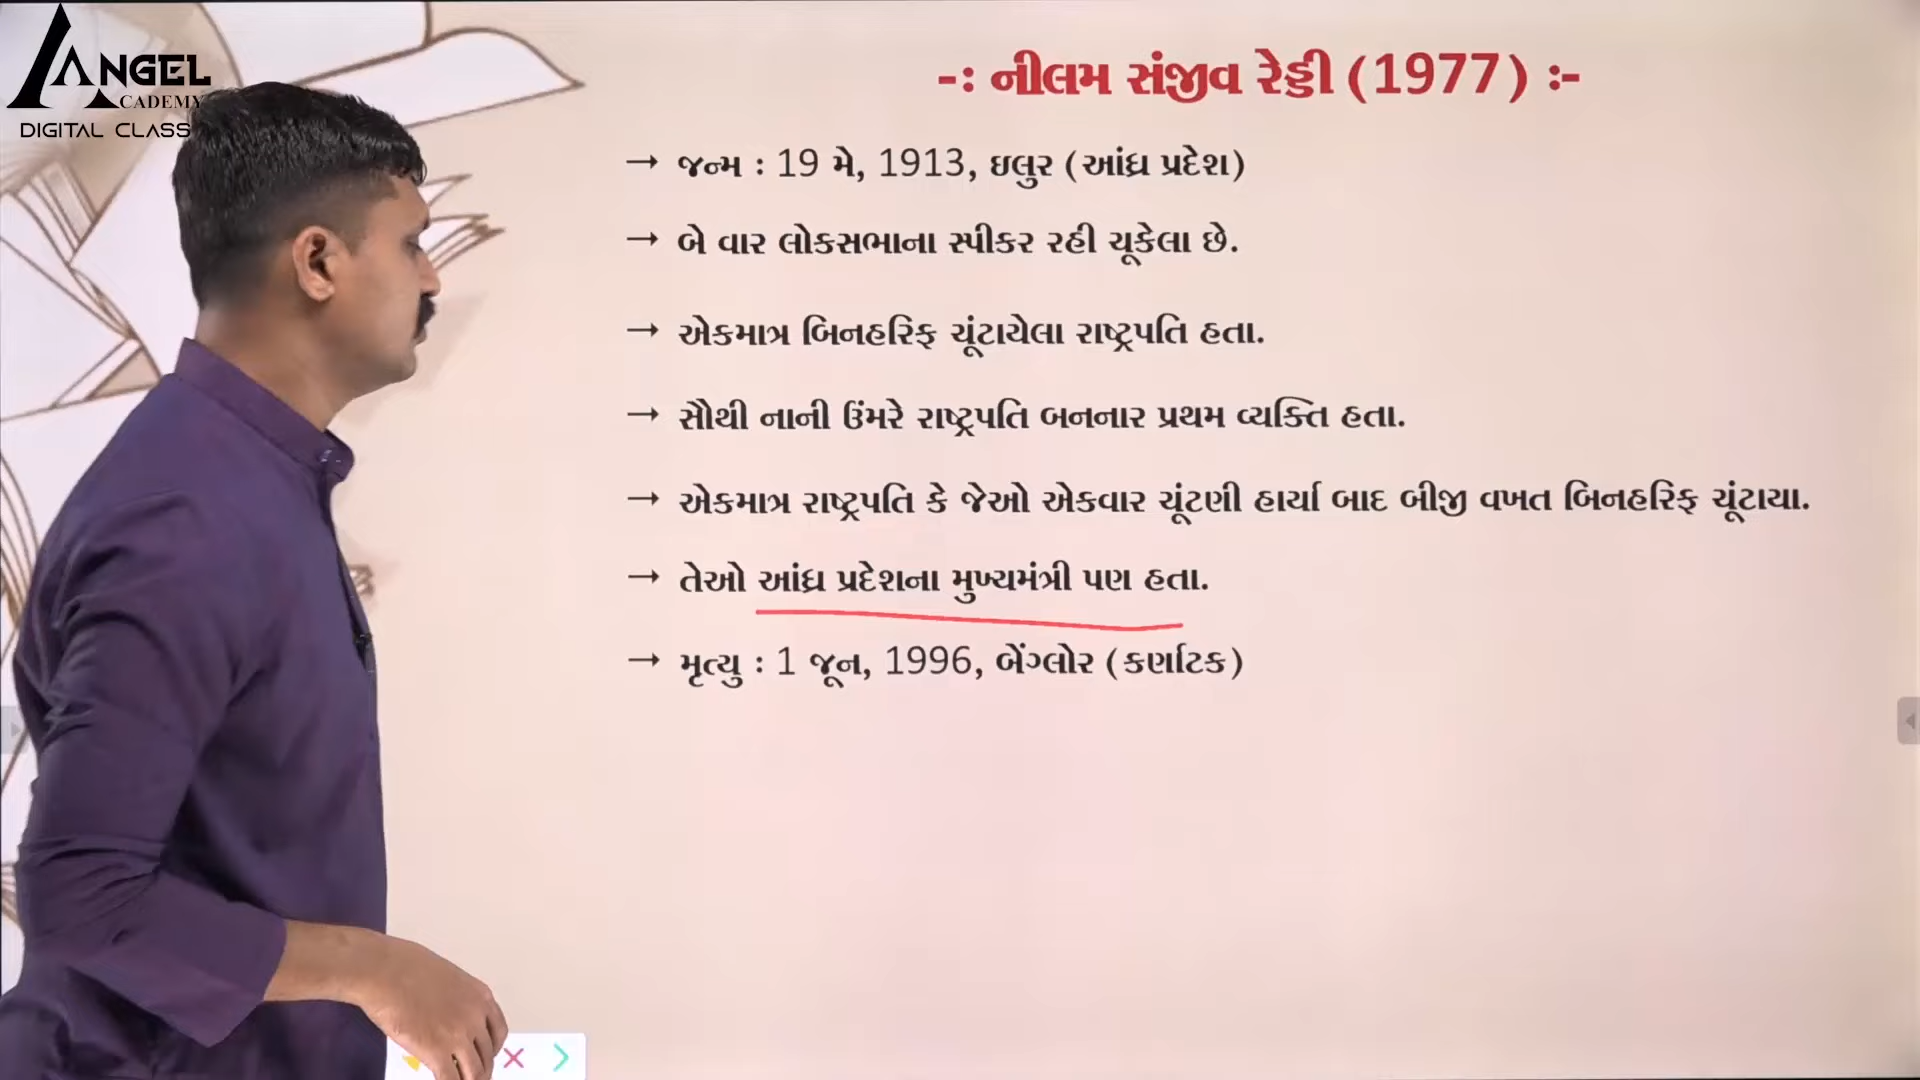 ANGEL
ACADEMY
DIGITAL CLASS
-: નીલમ સંજીવ રેડ્ડી (1977) :-
→ જન્મ : 19 મે, 1913, ઇલુર (આંધ્ર પ્રદેશ)
→ બે વાર લોકસભાના સ્પીકર રહી ચૂકેલા છે.
→ એકમાત્ર બિનહરિફ ચૂંટાયેલા રાષ્ટ્રપતિ હતા.
→ સૌથી નાની ઉંમરે રાષ્ટ્રપતિ બનનાર પ્રથમ વ્યક્તિ હતા.
→ એકમાત્ર રાષ્ટ્રપતિ કે જેઓ એકવાર ચૂંટણી હાર્યા બાદ બીજી વખત બિનહરિફ ચૂંટાયા.
→ તેઓ આંધ્ર પ્રદેશના મુખ્યમંત્રી પણ હતા.
→ મૃત્યુ : 1 જૂન, 1996, બેંગ્લોર (કર્ણાટક)